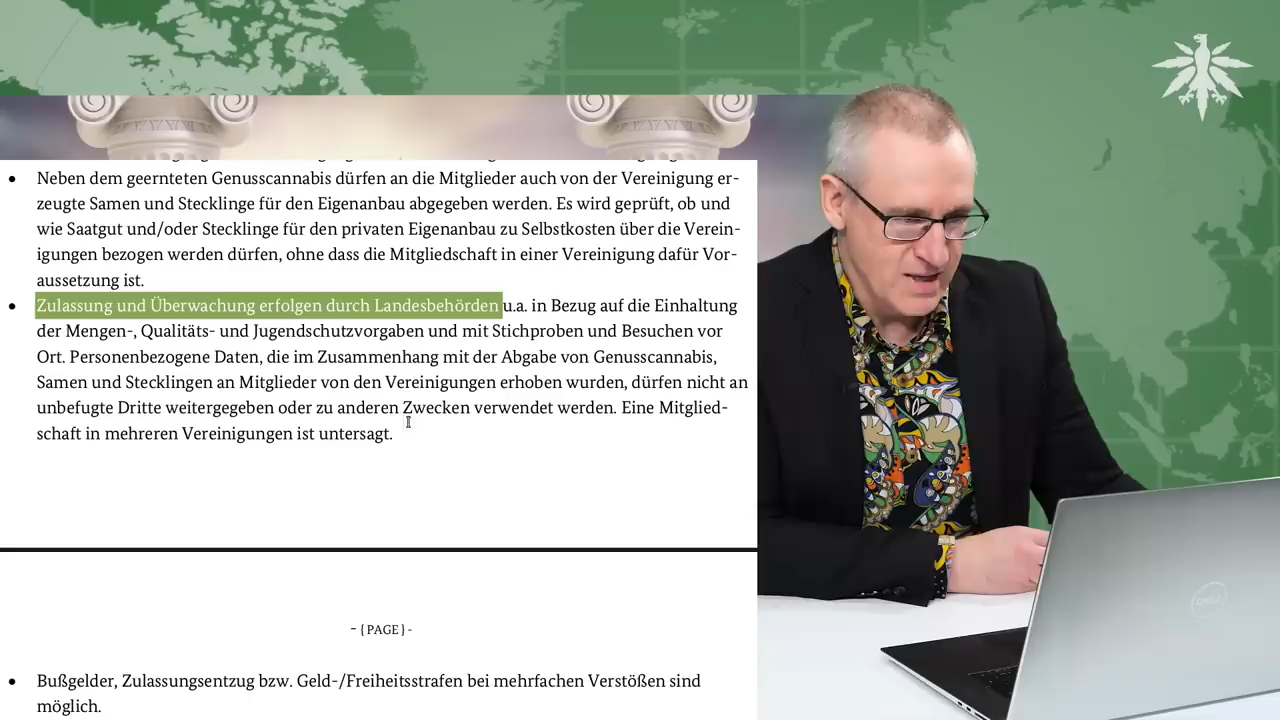 • Neben dem geernteten Genusscannabis dürfen an die Mitglieder auch von der Vereinigung er-
zeugte Samen und Stecklinge für den Eigenanbau abgegeben werden. Es wird geprüft, ob und
wie Saatgut und/oder Stecklinge für den privaten Eigenanbau zu Selbstkosten über die Verein-
igungen bezogen werden dürfen, ohne dass die Mitgliedschaft in einer Vereinigung dafür Vor-
aussetzung ist.
• Zulassung und Überwachung erfolgen durch Landesbehörden u.a. in Bezug auf die Einhaltung
der Mengen-, Qualitäts- und Jugendschutzvorgaben und mit Stichproben und Besuchen vor
Ort. Personenbezogene Daten, die im Zusammenhang mit der Abgabe von Genusscannabis,
Samen und Stecklingen an Mitglieder von den Vereinigungen erhoben wurden, dürfen nicht an
unbefugte Dritte weitergegeben oder zu anderen Zwecken verwendet werden. Eine Mitglied-
schaft in mehreren Vereinigungen ist untersagt.
- {PAGE} -
• Bußgelder, Zulassungsentzug bzw. Geld-/Freiheitsstrafen bei mehrfachen Verstößen sind
möglich.
DELL